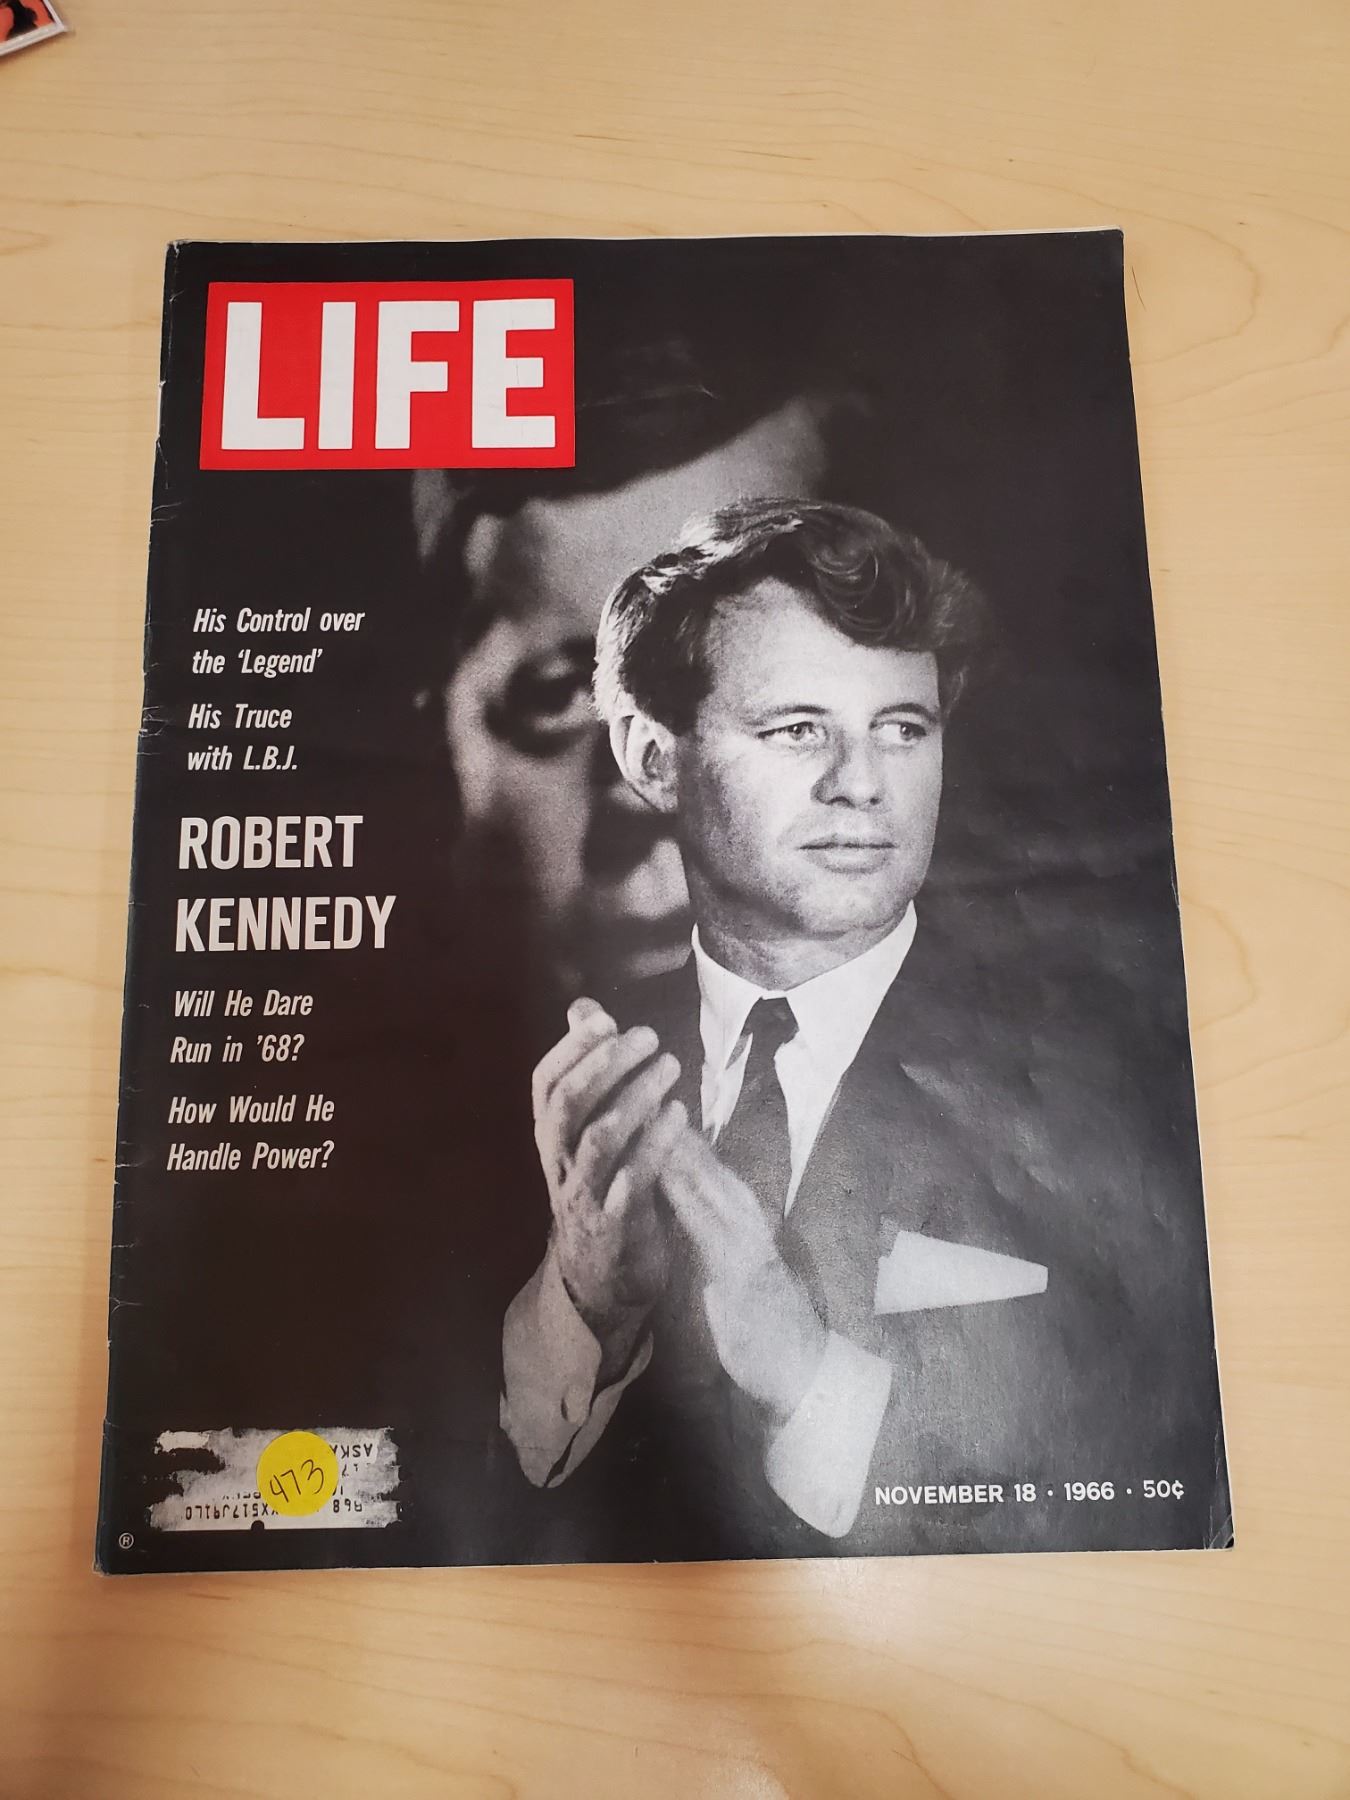 LIFE
His Control over
the ‘Legend’
His Truce
with L.B.J.
ROBERT
KENNEDY
Will He Dare
Run in ’68?
How Would He
Handle Power?
473
®
NOVEMBER 18 · 1966 · 50¢